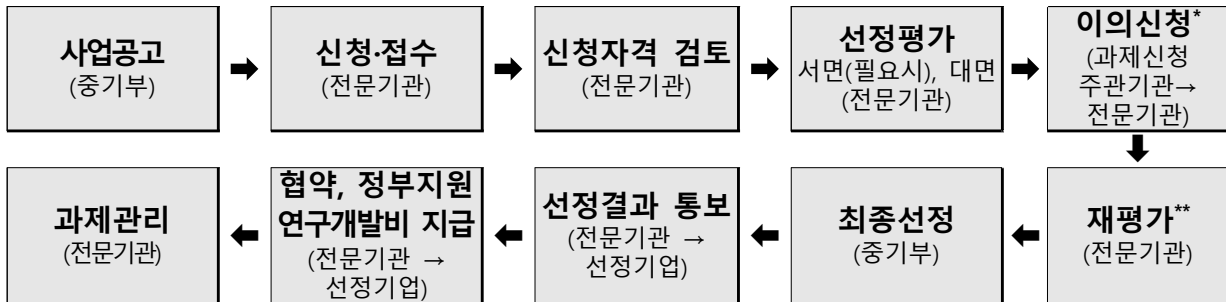 사업공고
(중기부)
신청·접수
(전문기관)
신청자격 검토
(전문기관)
선정평가
서면(필요시), 대면
(전문기관)
이의신청*
(과제신청
주관기관→
전문기관)
재평가**
(전문기관)
최종선정
(중기부)
선정결과 통보
(전문기관 →
선정기업)
협약, 정부지원
연구개발비 지급
(전문기관 →
선정기업)
과제관리
(전문기관)